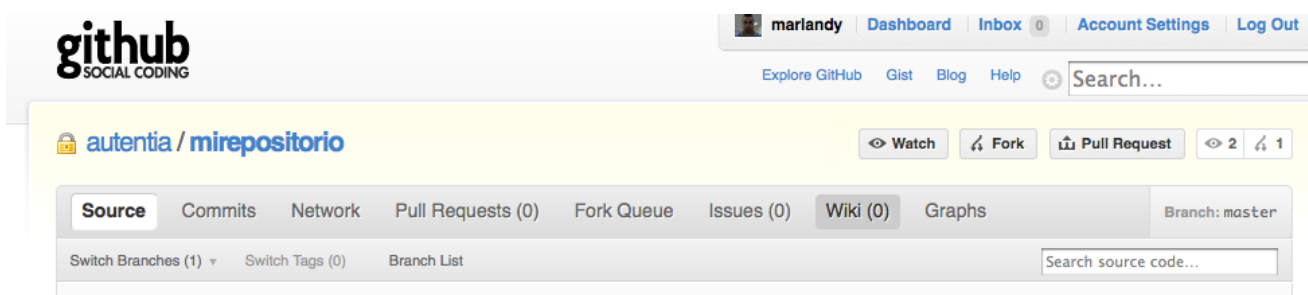 github
SOCIAL CODING
marlandy Dashboard Inbox 0 Account Settings Log Out
Explore GitHub Gist Blog Help Search...
autentia / mirepositorio
Watch Fork Pull Request 2 1
Source Commits Network Pull Requests (0) Fork Queue Issues (0) Wiki (0) Graphs Branch: master
Switch Branches (1) Switch Tags (0) Branch List Search source code...